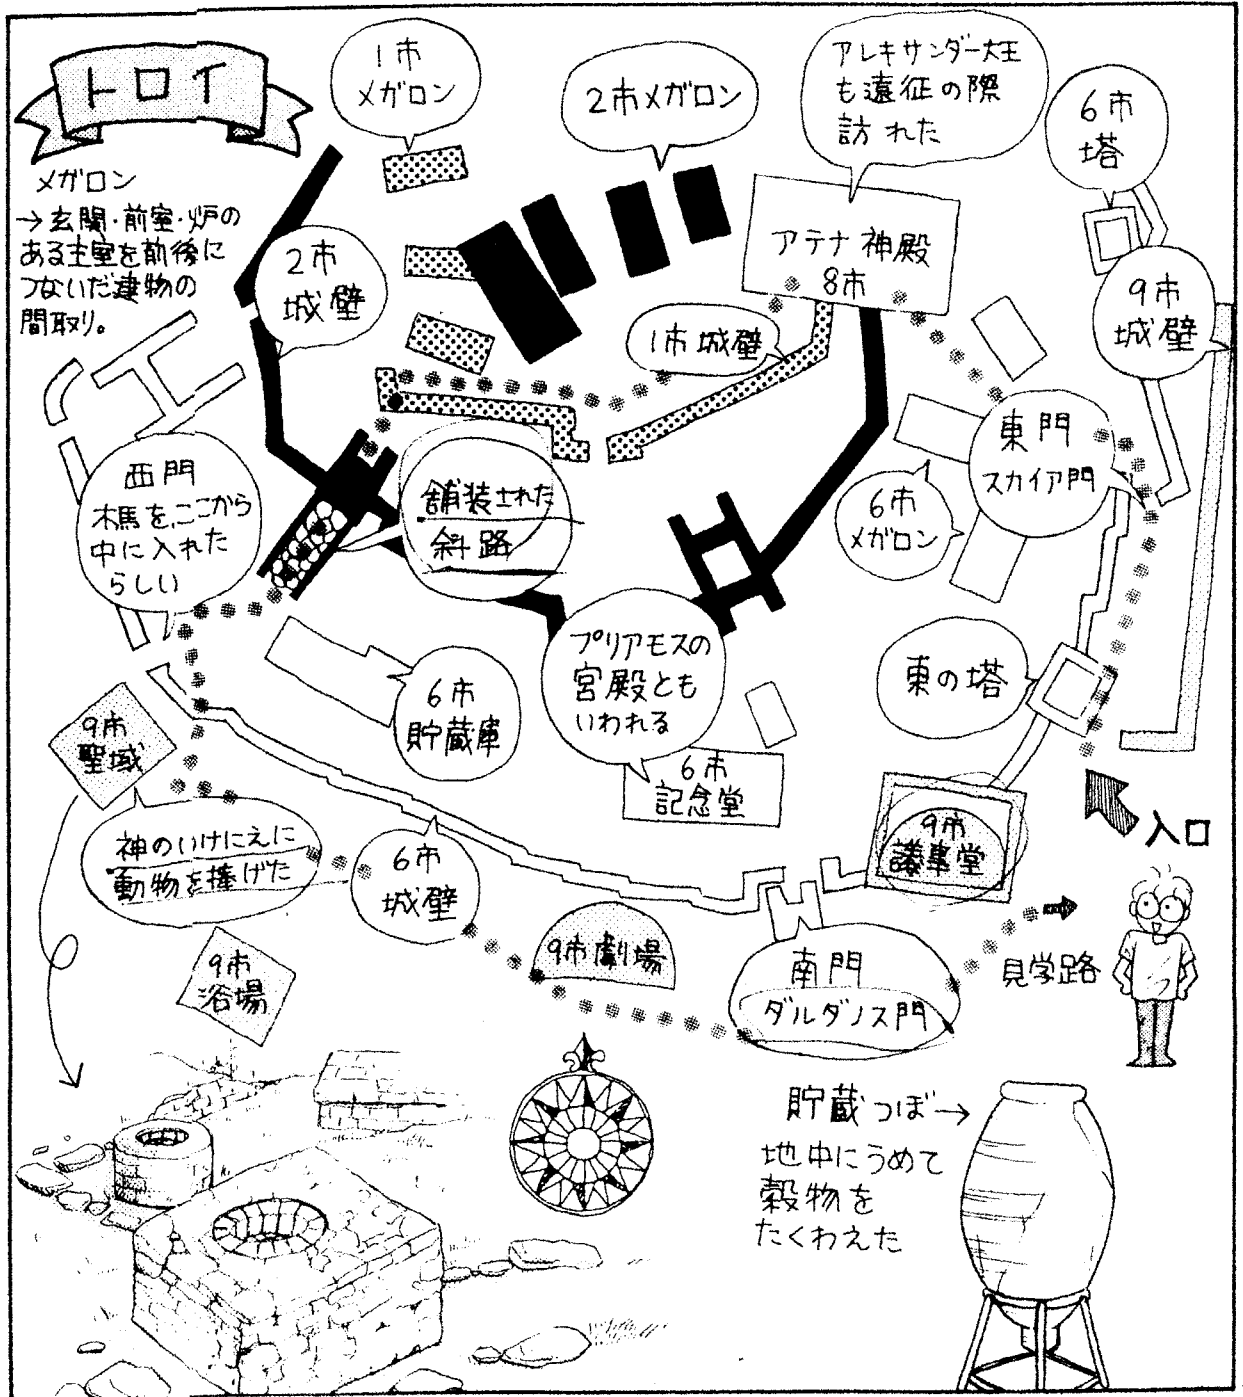 トロイ
メガロン
→玄関・前室・炉の
ある主室を前後に
つないだ建物の
間取り。
1市
メガロン
2市メガロン
アレキサンダー大王
も遠征の際
訪れた
6市
塔
2市
城壁
アテナ神殿
8市
9市
城壁
1市城壁
東門
スカイア門
西門
木馬を、ここから
中に入れた
らしい
舗装された
斜路
6市
メガロン
プリアモスの
宮殿とも
いわれる
東の塔
6市
貯蔵庫
9市
聖域
6市
記念堂
入口
神のいけにえに
動物を捧げた
6市
城壁
9市
議事堂
9市劇場
南門
ダルダノス門
見学路
9市
浴場
貯蔵つぼ→
地中にうめて
穀物を
たくわえた